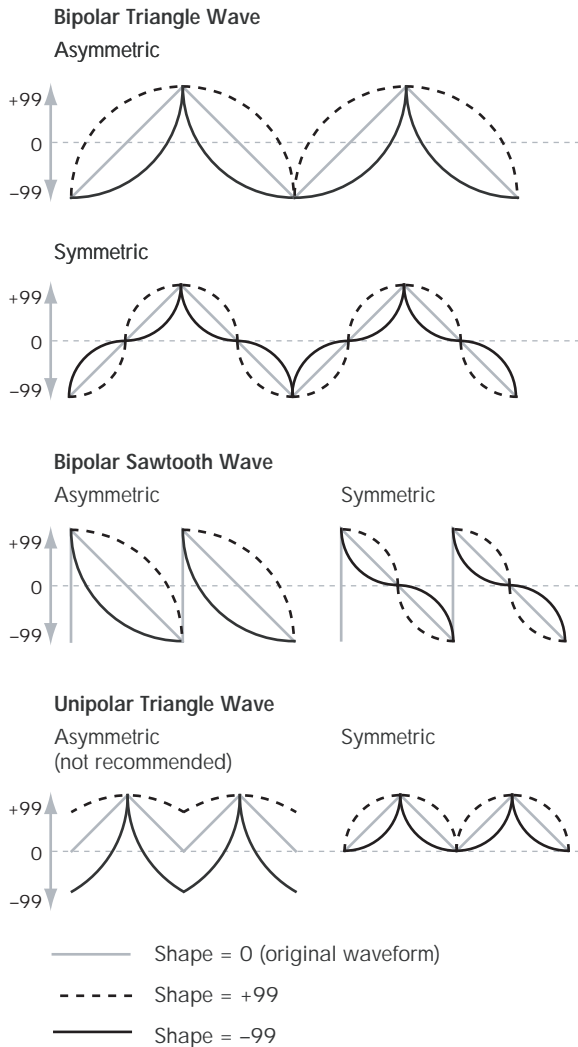 Bipolar Triangle Wave
Asymmetric
+99
0
–99
Symmetric
+99
0
–99
Bipolar Sawtooth Wave
Asymmetric
Symmetric
+99
0
–99
Unipolar Triangle Wave
Asymmetric
(not recommended)
Symmetric
+99
0
–99
Shape = 0 (original waveform)
Shape = +99
Shape = –99